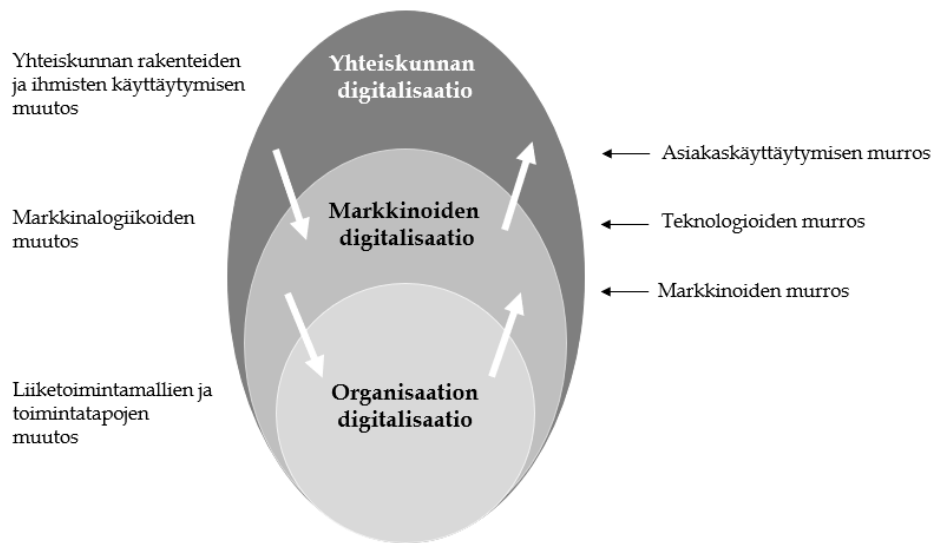 Yhteiskunnan rakenteiden
ja ihmisten käyttäytymisen
muutos
Yhteiskunnan
digitalisaatio
Asiakaskäyttäytymisen murros
Markkinalogiikoiden
muutos
Markkinoiden
digitalisaatio
Teknologioiden murros
Markkinoiden murros
Liiketoimintamallien ja
toimintatapojen
muutos
Organisaation
digitalisaatio